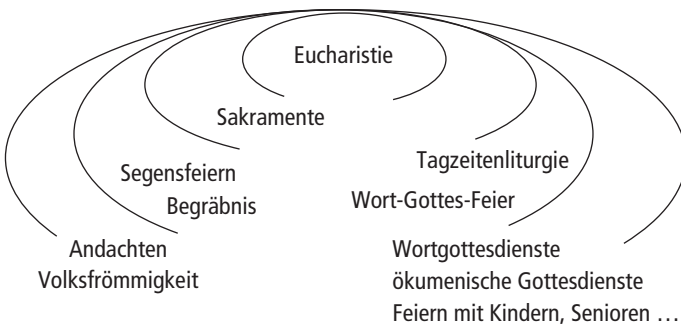 Eucharistie
Sakramente
Tagzeitenliturgie
Segensfeiern
Begräbnis
Wort-Gottes-Feier
Andachten
Volksfrömmigkeit
Wortgottesdienste
ökumenische Gottesdienste
Feiern mit Kindern, Senioren …